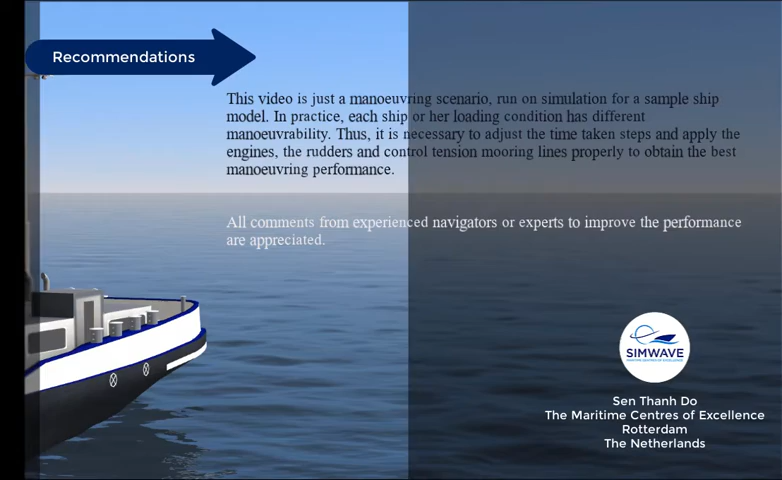 Recommendations
This video is just a manoeuvring scenario, run on simulation for a sample ship
model. In practice, each ship or her loading condition has different
manoeuvrability. Thus, it is necessary to adjust the time taken steps and apply the
engines, the rudders and control tension mooring lines properly to obtain the best
manoeuvring performance.
All comments from experienced navigators or experts to improve the performance
are appreciated.
SIMWAVE
MARITIME CENTRES OF EXCELLENCE
Sen Thanh Do
The Maritime Centres of Excellence
Rotterdam
The Netherlands